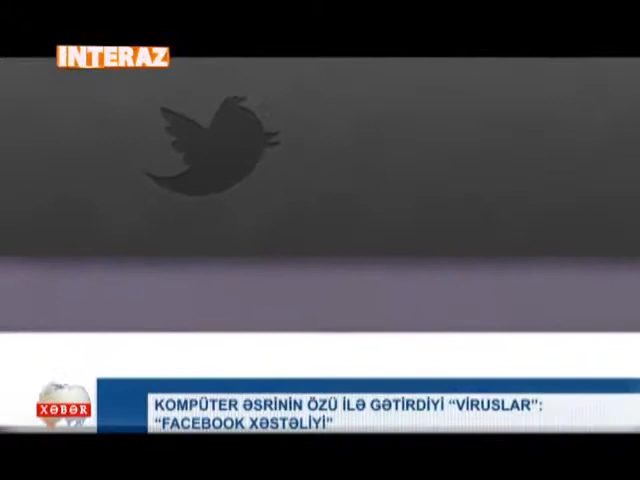 INTERAZ
XƏBƏR
KOMPÜTER ƏSRİNİN ÖZÜ İLƏ GƏTİRDİYİ “VİRUSLAR”:
“FACEBOOK XƏSTƏLİYİ”